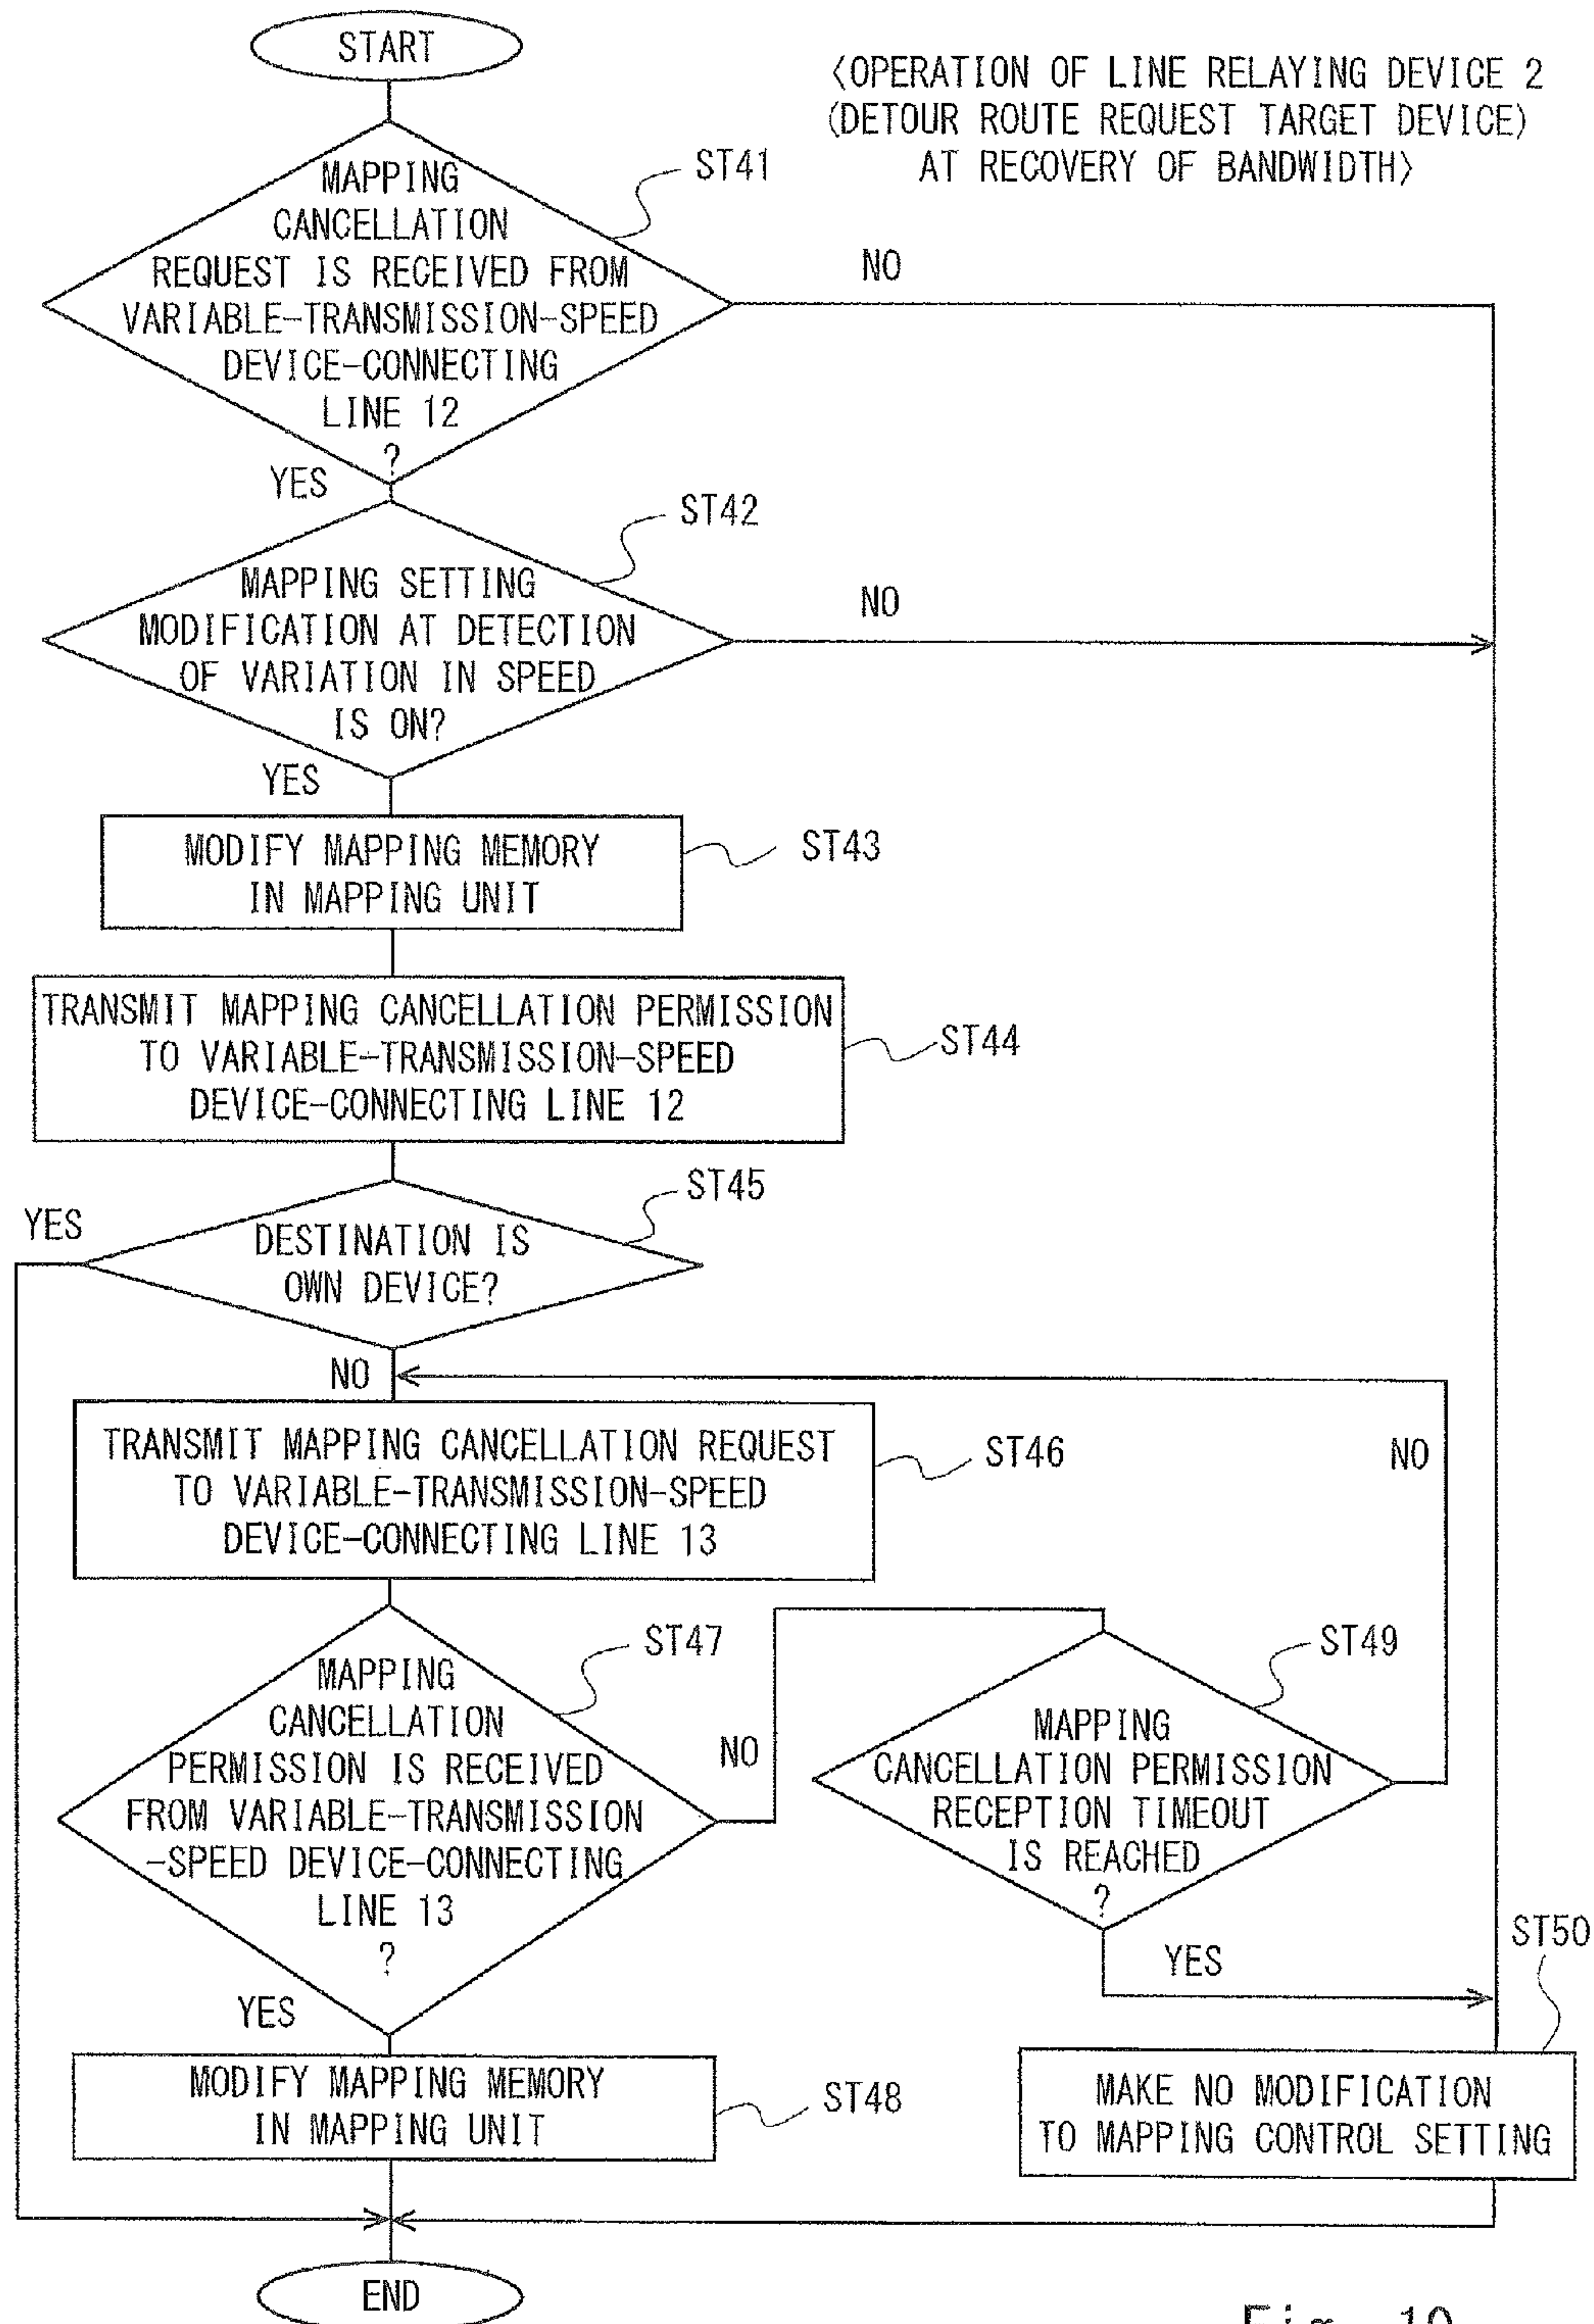 START
<OPERATION OF LINE RELAYING DEVICE 2
(DETOUR ROUTE REQUEST TARGET DEVICE)
AT RECOVERY OF BANDWIDTH>
MAPPING
CANCELLATION
REQUEST IS RECEIVED FROM
VARIABLE-TRANSMISSION-SPEED
DEVICE-CONNECTING
LINE 12
?
ST41
NO
YES
MAPPING SETTING
MODIFICATION AT DETECTION
OF VARIATION IN SPEED
IS ON?
ST42
NO
YES
MODIFY MAPPING MEMORY
IN MAPPING UNIT
ST43
TRANSMIT MAPPING CANCELLATION PERMISSION
TO VARIABLE-TRANSMISSION-SPEED
DEVICE-CONNECTING LINE 12
ST44
ST45
YES
DESTINATION IS
OWN DEVICE?
NO
TRANSMIT MAPPING CANCELLATION REQUEST
TO VARIABLE-TRANSMISSION-SPEED
DEVICE-CONNECTING LINE 13
ST46
NO
MAPPING
CANCELLATION
PERMISSION IS RECEIVED
FROM VARIABLE-TRANSMISSION
-SPEED DEVICE-CONNECTING
LINE 13
?
ST47
NO
YES
MAPPING
CANCELLATION PERMISSION
RECEPTION TIMEOUT
IS REACHED
?
ST49
YES
ST50
MODIFY MAPPING MEMORY
IN MAPPING UNIT
ST48
MAKE NO MODIFICATION
TO MAPPING CONTROL SETTING
END
Fig. 10